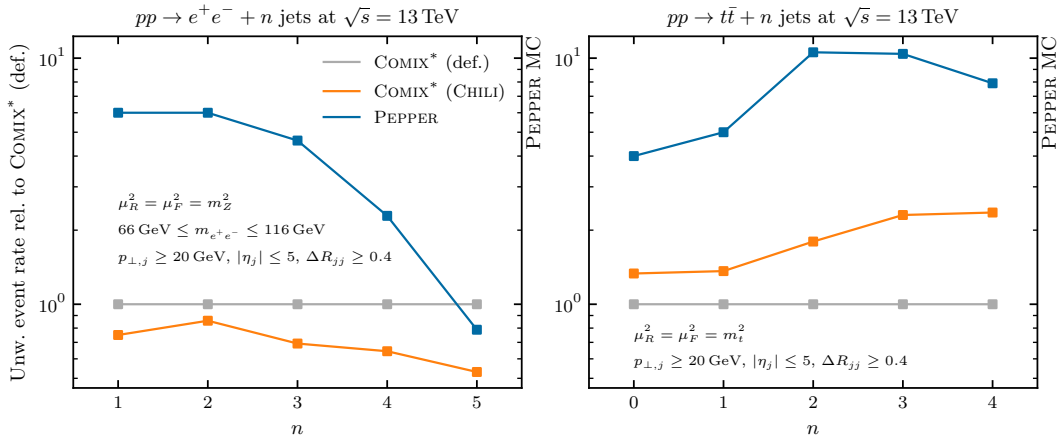 pp → e⁺e⁻ + n jets at √s = 13 TeV
Unw. event rate rel. to COMIX* (def.)
10¹
10⁰
COMIX* (def.)
COMIX* (CHILI)
PEPPER
μ²_R = μ²_F = m²_Z
66 GeV ≤ m_{e⁺e⁻} ≤ 116 GeV
p_{⊥,j} ≥ 20 GeV, |η_j| ≤ 5, ΔR_{jj} ≥ 0.4
1 2 3 4 5
n
PEPPER MC
pp → tt̄ + n jets at √s = 13 TeV
10¹
10⁰
μ²_R = μ²_F = m²_t
p_{⊥,j} ≥ 20 GeV, |η_j| ≤ 5, ΔR_{jj} ≥ 0.4
0 1 2 3 4
n
PEPPER MC